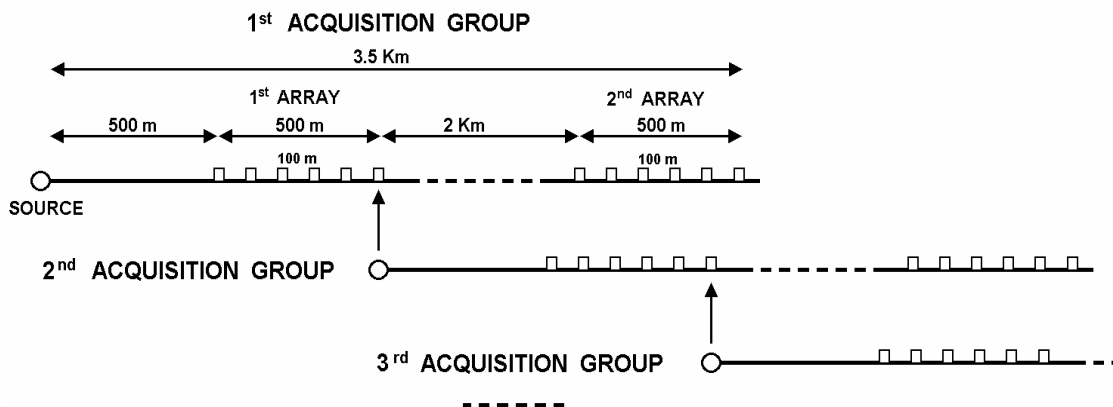 1st ACQUISITION GROUP
3.5 Km
1st ARRAY
2nd ARRAY
500 m
500 m
2 Km
500 m
100 m
100 m
SOURCE
2nd ACQUISITION GROUP
3rd ACQUISITION GROUP